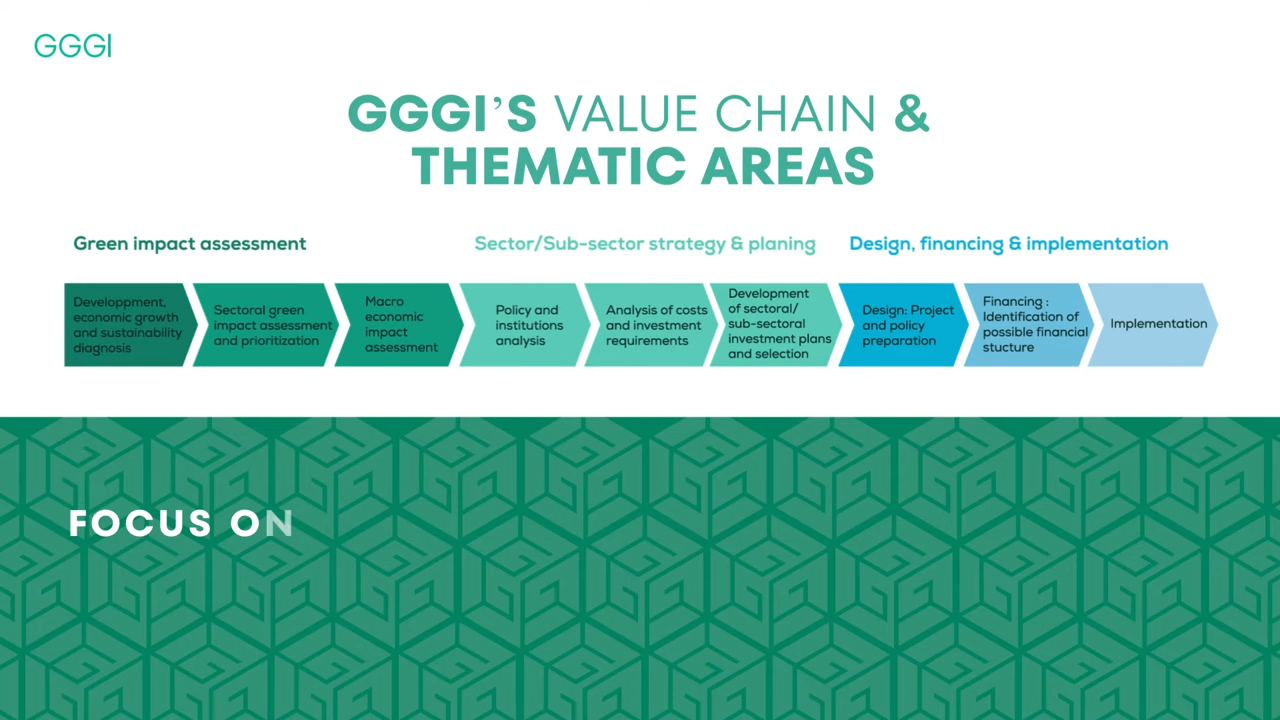 GGGI
GGGI’S VALUE CHAIN &
THEMATIC AREAS
Green impact assessment
Developpment,
economic growth
and sustainability
diagnosis
Sectoral green
impact assessment
and prioritization
Macro
economic
impact
assessment
Sector/Sub-sector strategy & planing
Policy and
institutions
analysis
Analysis of costs
and investment
requirements
Development
of sectoral/
sub-sectoral
investment plans
and selection
Design, financing & implementation
Design: Project
and policy
preparation
Financing :
Identification of
possible financial
stucture
Implementation
FOCUS ON